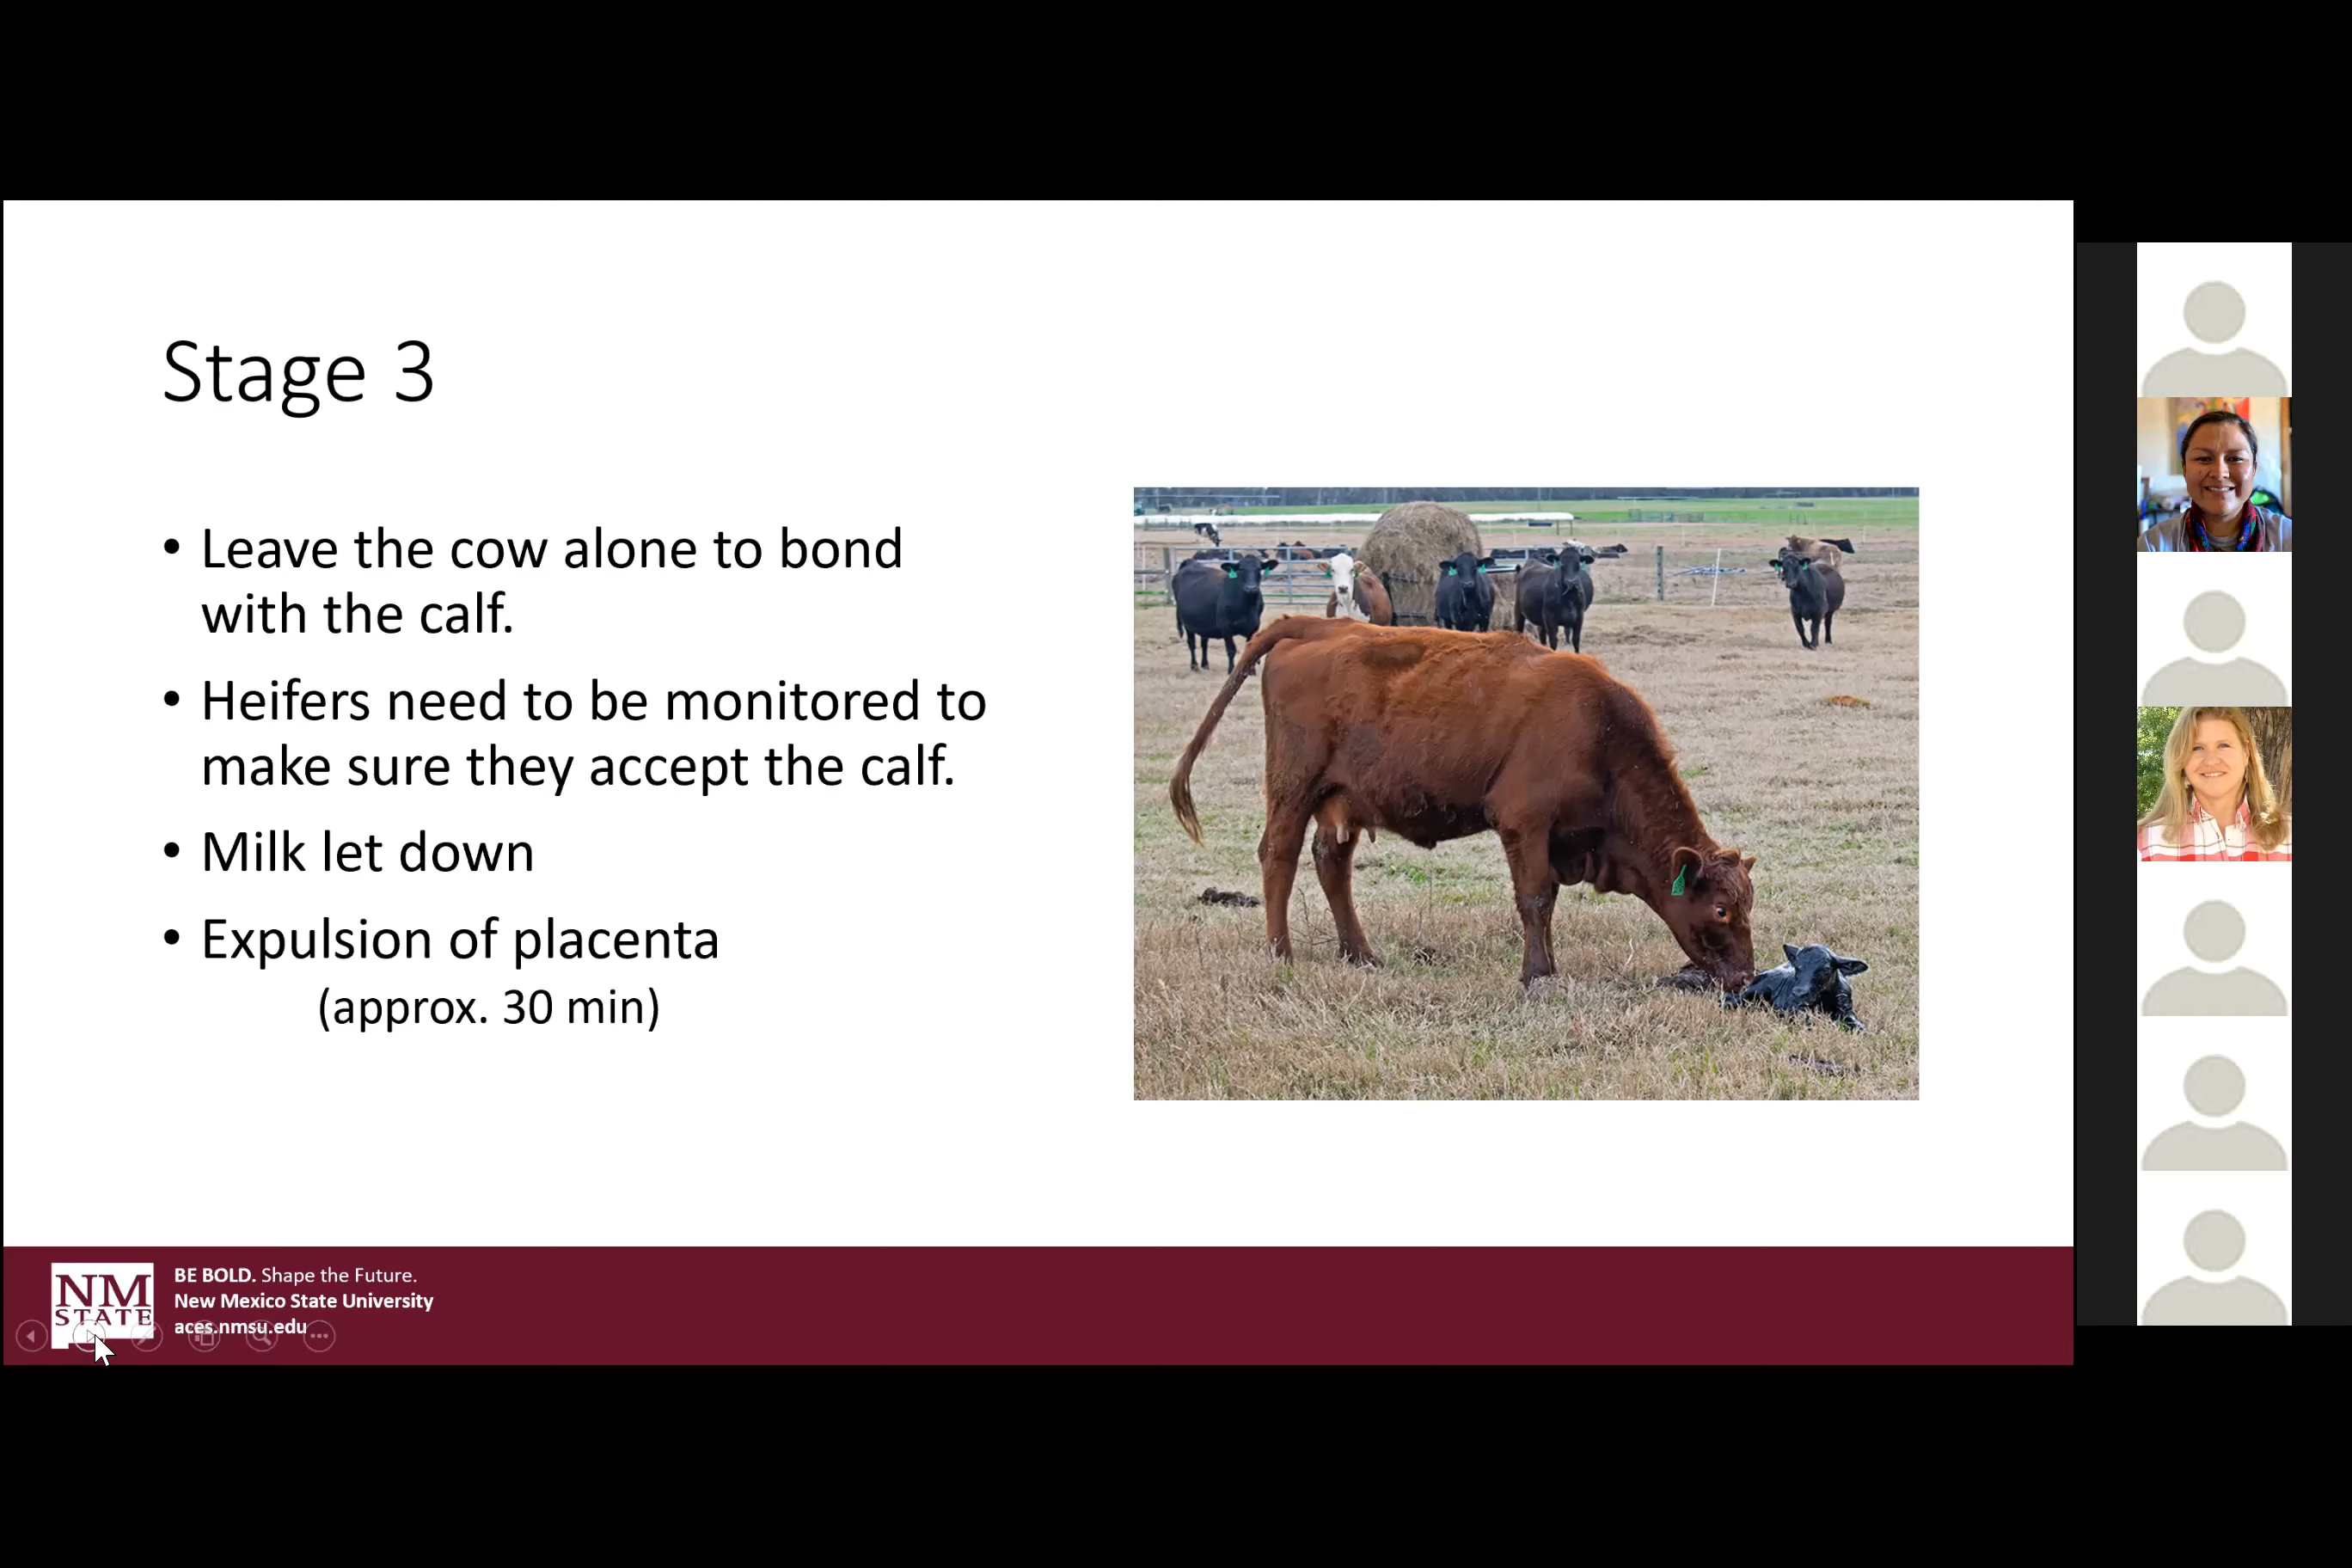 Stage 3
• Leave the cow alone to bond
with the calf.
• Heifers need to be monitored to
make sure they accept the calf.
• Milk let down
• Expulsion of placenta
(approx. 30 min)
NM
STATE
BE BOLD. Shape the Future.
New Mexico State University
aces.nmsu.edu